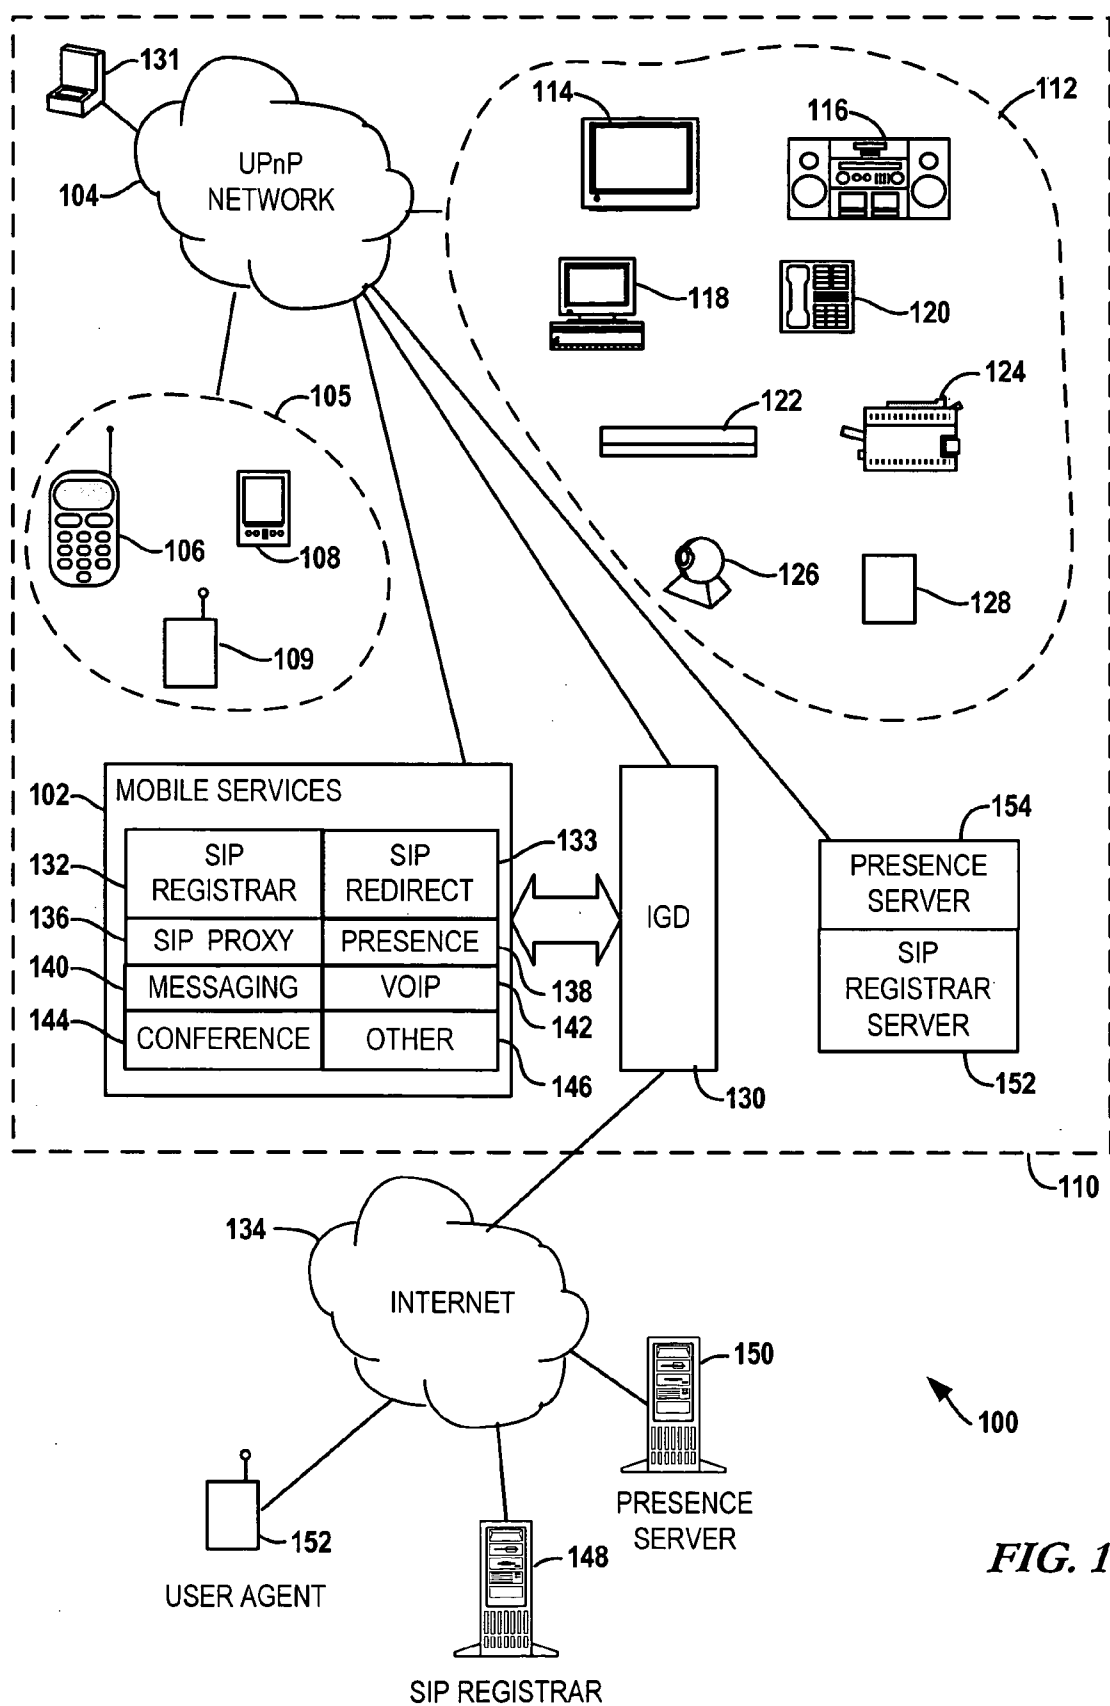 131
114
116
112
UPnP
NETWORK
104
118
120
105
122
124
106
108
126
128
109
102
MOBILE SERVICES
154
132
SIP
REGISTRAR
SIP
REDIRECT
133
IGD
PRESENCE
SERVER
136
SIP PROXY
PRESENCE
138
SIP
REGISTRAR
SERVER
140
MESSAGING
VOIP
142
144
CONFERENCE
OTHER
146
130
152
110
134
INTERNET
150
100
PRESENCE
SERVER
152
USER AGENT
148
SIP REGISTRAR
FIG. 1